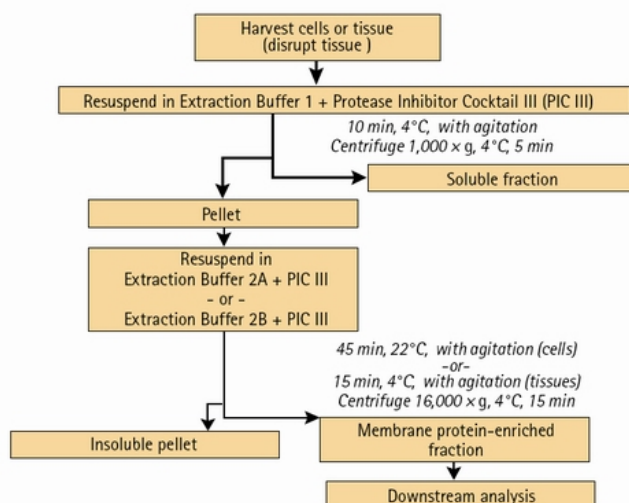 Harvest cells or tissue
(disrupt tissue )
Resuspend in Extraction Buffer 1 + Protease Inhibitor Cocktail III (PIC III)
10 min, 4°C, with agitation
Centrifuge 1,000 × g, 4°C, 5 min
Soluble fraction
Pellet
Resuspend in
Extraction Buffer 2A + PIC III
- or -
Extraction Buffer 2B + PIC III
45 min, 22°C, with agitation (cells)
-or-
15 min, 4°C, with agitation (tissues)
Centrifuge 16,000 × g, 4°C, 15 min
Insoluble pellet
Membrane protein-enriched
fraction
Downstream analysis